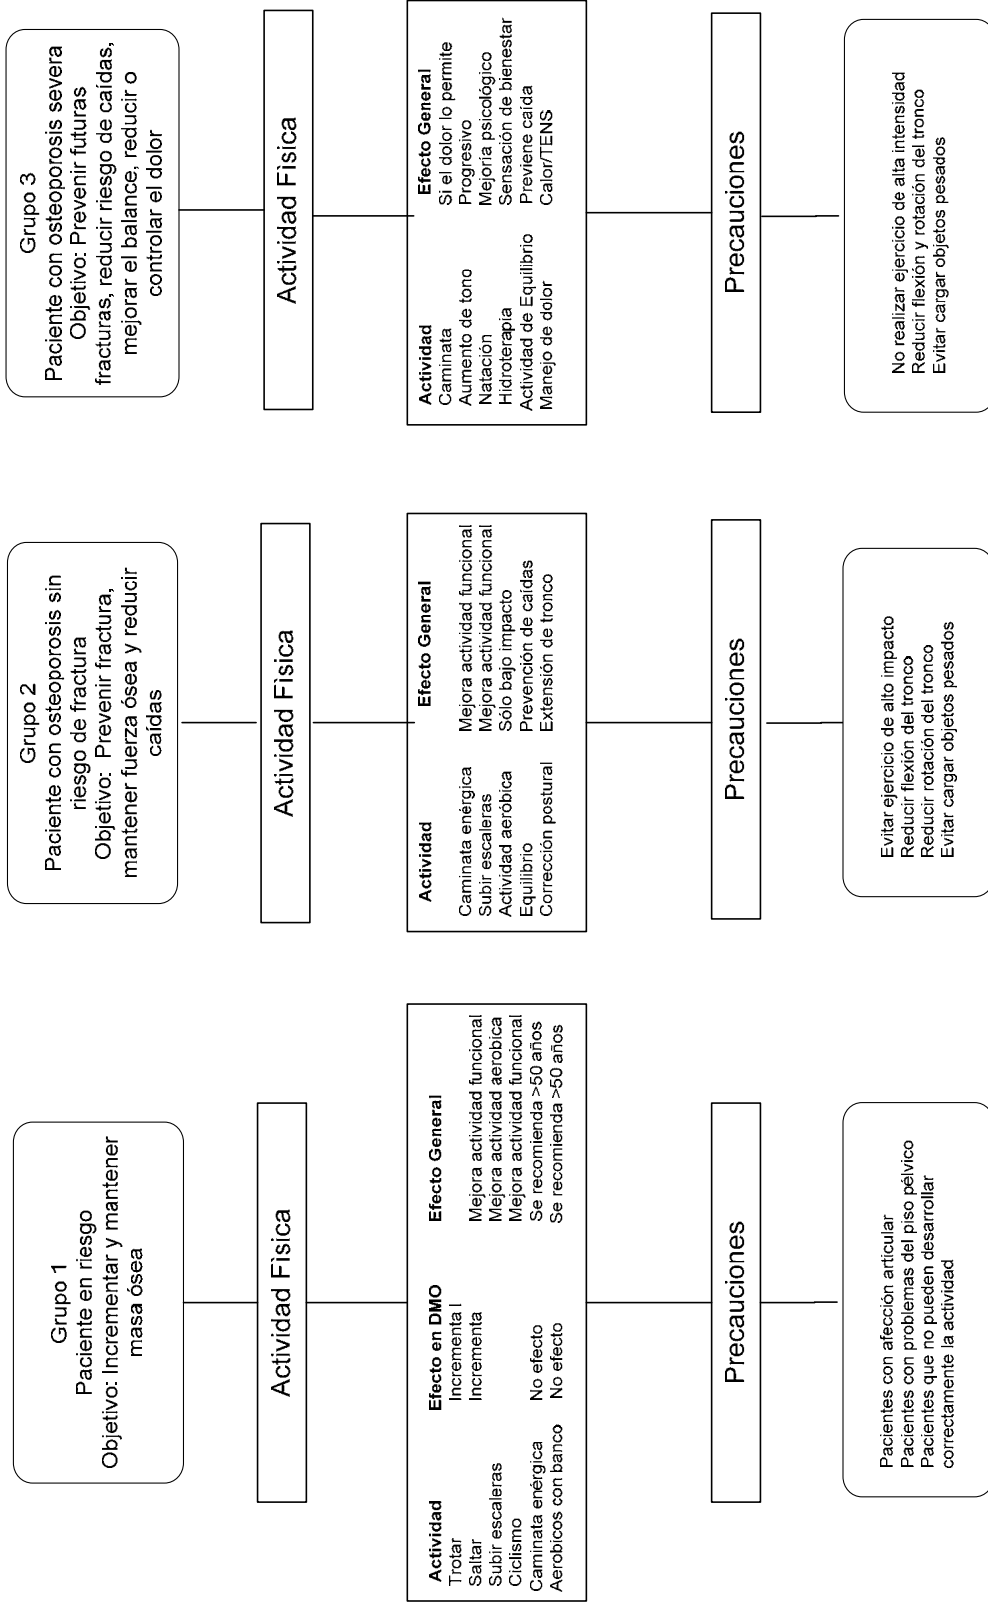 Grupo 1
Paciente en riesgo
Objetivo: Incrementar y mantener
masa ósea
Actividad Fìsica
Actividad Efecto en DMO Efecto General
Trotar Incrementa l
Saltar Incrementa Mejora actividad funcional
Subir escaleras Mejora actividad aerobica
Ciclismo Mejora actividad funcional
Caminata enérgica No efecto Se recomienda >50 años
Aerobicos con banco No efecto Se recomienda >50 años
Precauciones
Pacientes con afección articular
Pacientes con problemas del piso pélvico
Pacientes que no pueden desarrollar
correctamente la actividad
Grupo 2
Paciente con osteoporosis sin
riesgo de fractura
Objetivo: Prevenir fractura,
mantener fuerza ósea y reducir
caídas
Actividad Fìsica
Actividad Efecto General
Caminata enérgica Mejora actividad funcional
Subir escaleras Mejora actividad funcional
Actividad aeróbica Sólo bajo impacto
Equilibrio Prevención de caídas
Corrección postural Extensión de tronco
Precauciones
Evitar ejercicio de alto impacto
Reducir flexión del tronco
Reducir rotación del tronco
Evitar cargar objetos pesados
Grupo 3
Paciente con osteoporosis severa
Objetivo: Prevenir futuras
fracturas, reducir riesgo de caídas,
mejorar el balance, reducir o
controlar el dolor
Actividad Fìsica
Actividad Efecto General
Caminata Si el dolor lo permite
Aumento de tono Progresivo
Natación Mejoria psicológico
Hidroterapia Sensación de bienestar
Actividad de Equilibrio Previene caída
Manejo de dolor Calor/TENS
Precauciones
No realizar ejercicio de alta intensidad
Reducir flexión y rotación del tronco
Evitar cargar objetos pesados